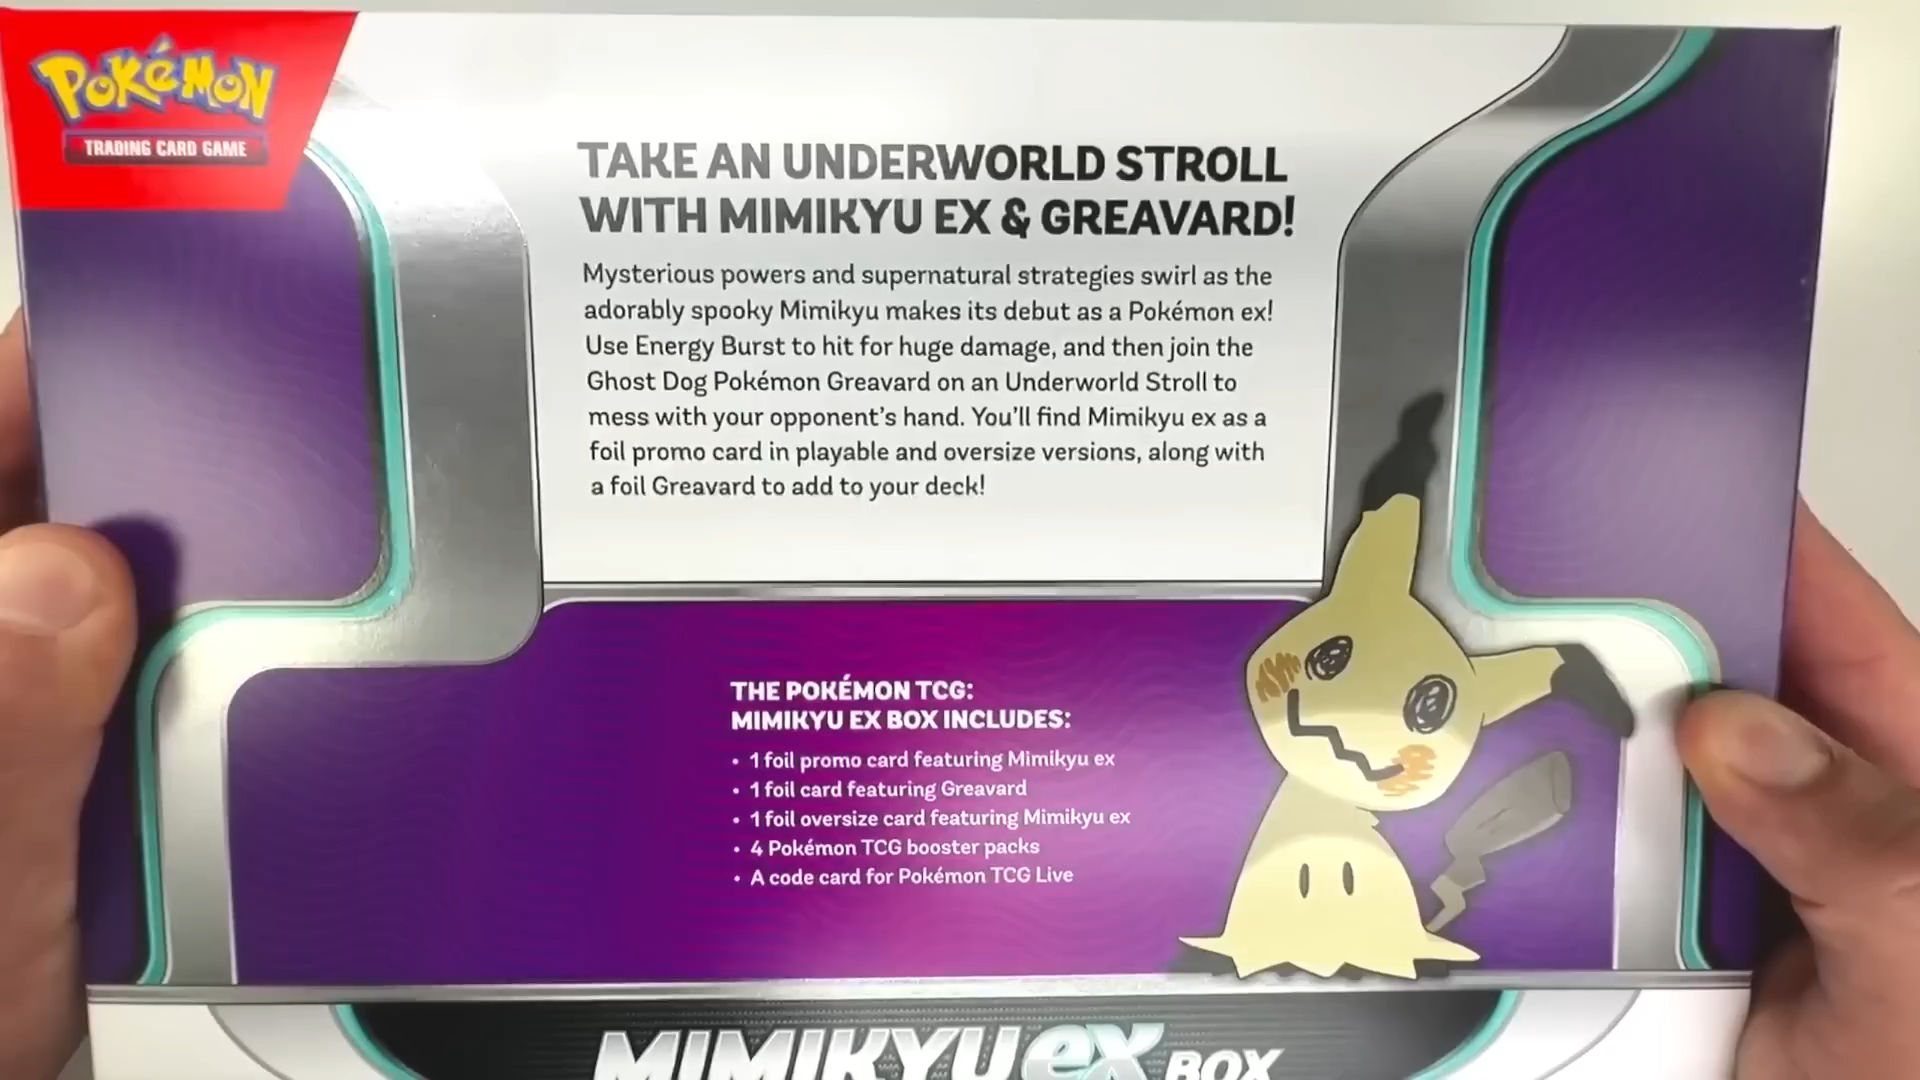 POKéMON
TRADING CARD GAME
TAKE AN UNDERWORLD STROLL
WITH MIMIKYU EX & GREAVARD!
Mysterious powers and supernatural strategies swirl as the
adorably spooky Mimikyu makes its debut as a Pokémon ex!
Use Energy Burst to hit for huge damage, and then join the
Ghost Dog Pokémon Greavard on an Underworld Stroll to
mess with your opponent's hand. You'll find Mimikyu ex as a
foil promo card in playable and oversize versions, along with
a foil Greavard to add to your deck!
THE POKÉMON TCG:
MIMIKYU EX BOX INCLUDES:
• 1 foil promo card featuring Mimikyu ex
• 1 foil card featuring Greavard
• 1 foil oversize card featuring Mimikyu ex
• 4 Pokémon TCG booster packs
• A code card for Pokémon TCG Live
MIMIKYU ex BOX